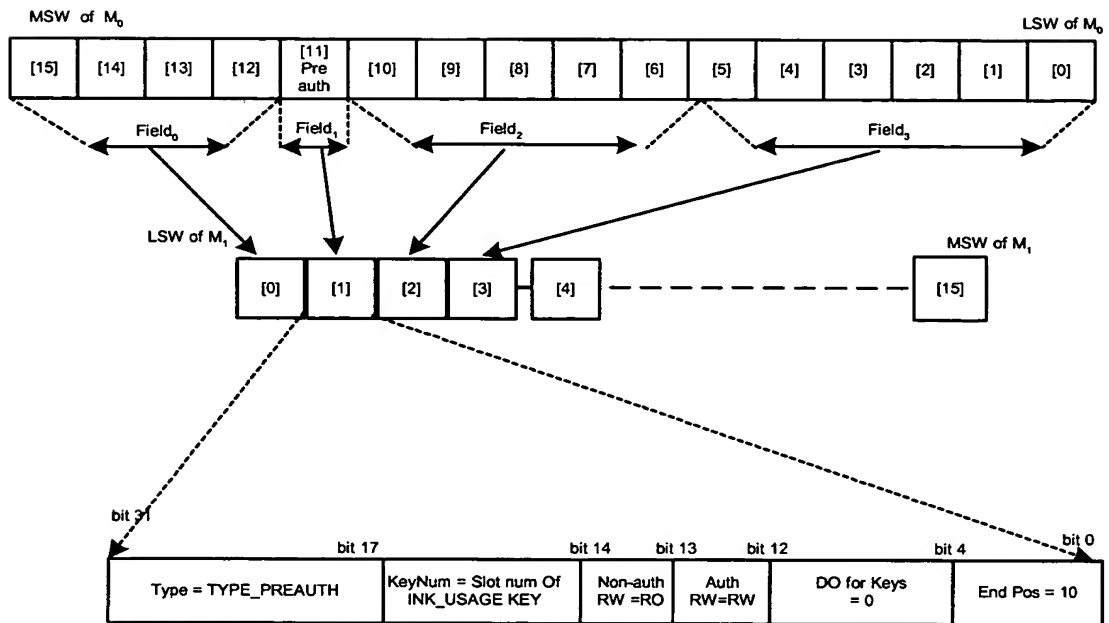 MSW of M0
LSW of M0
[15] [14] [13] [12] [11] Pre auth [10] [9] [8] [7] [6] [5] [4] [3] [2] [1] [0]
Field0 Field1 Field2 Field3
LSW of M1
MSW of M1
[0] [1] [2] [3] [4] [15]
bit 31
bit 17 bit 14 bit 13 bit 12 bit 4 bit 0
Type = TYPE_PREAUTH
KeyNum = Slot num Of
INK_USAGE KEY
Non-auth
RW =RO
Auth
RW=RW
DO for Keys
= 0
End Pos = 10